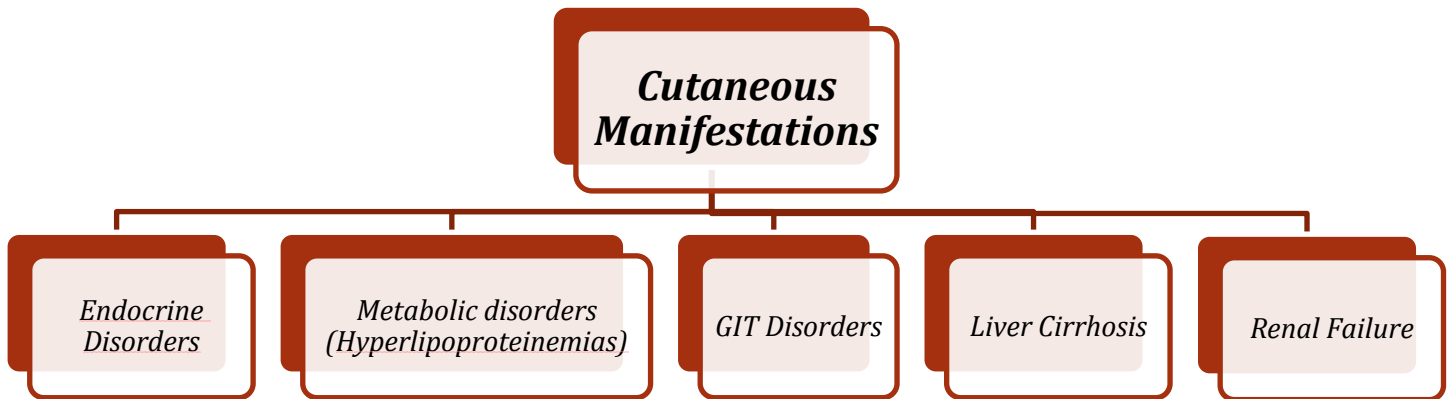 Cutaneous
Manifestations
Endocrine
Disorders
Metabolic disorders
(Hyperlipoproteinemias)
GIT Disorders
Liver Cirrhosis
Renal Failure